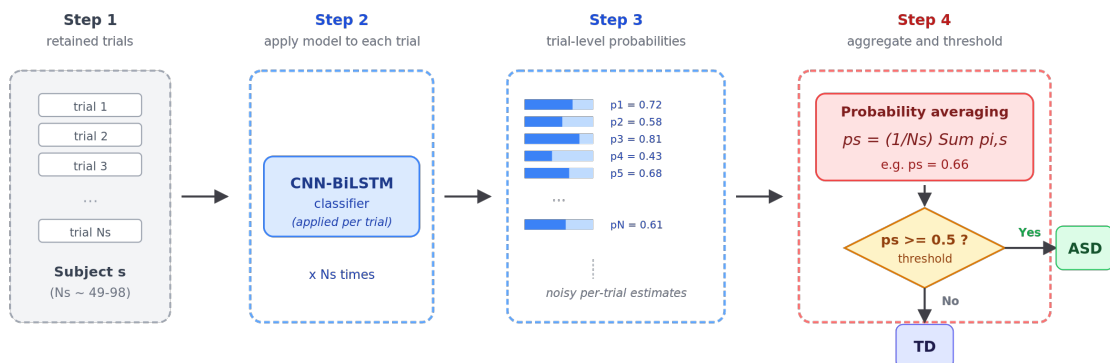 Step 1
retained trials
trial 1
trial 2
trial 3
...
trial Ns
Subject s
(Ns ~ 49-98)
Step 2
apply model to each trial
CNN-BiLSTM
classifier
(applied per trial)
x Ns times
Step 3
trial-level probabilities
p1 = 0.72
p2 = 0.58
p3 = 0.81
p4 = 0.43
p5 = 0.68
...
pN = 0.61
noisy per-trial estimates
Step 4
aggregate and threshold
Probability averaging
ps = (1/Ns) Sum pi,s
e.g. ps = 0.66
ps >= 0.5 ?
threshold
Yes
ASD
No
TD